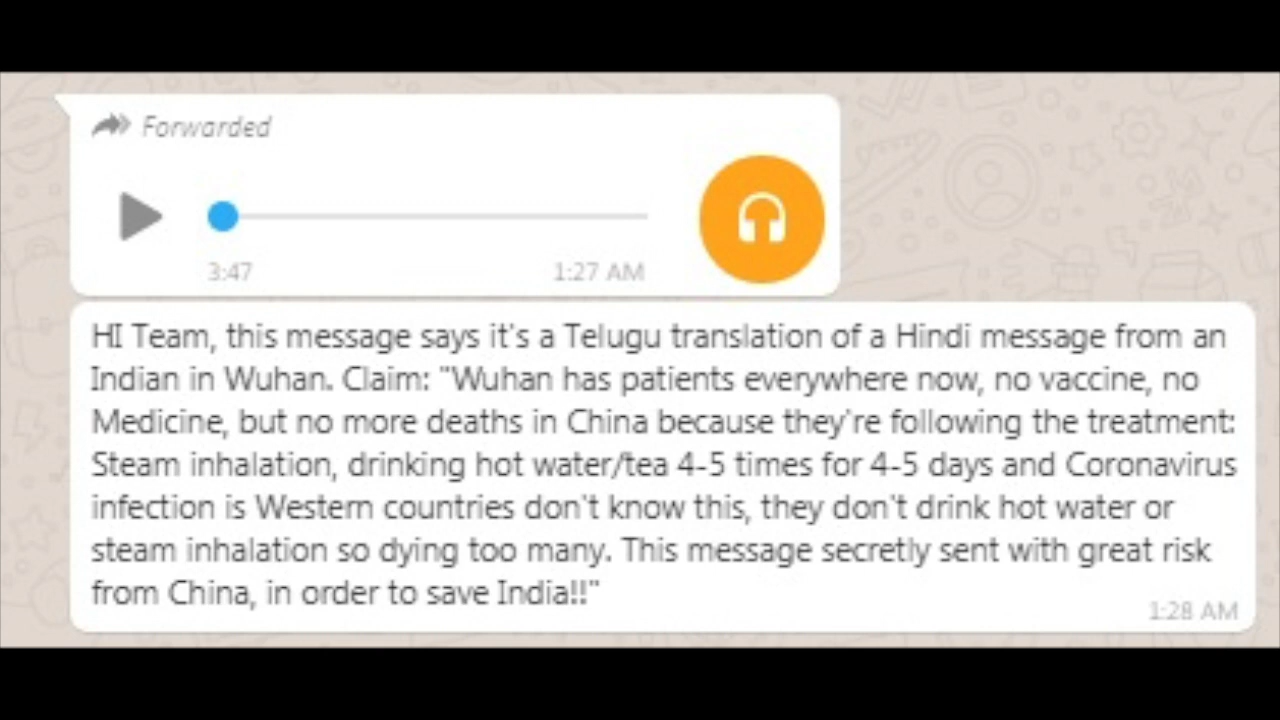 Forwarded
3:47 1:27 AM
HI Team, this message says it's a Telugu translation of a Hindi message from an
Indian in Wuhan. Claim: "Wuhan has patients everywhere now, no vaccine, no
Medicine, but no more deaths in China because they're following the treatment:
Steam inhalation, drinking hot water/tea 4-5 times for 4-5 days and Coronavirus
infection is Western countries don't know this, they don't drink hot water or
steam inhalation so dying too many. This message secretly sent with great risk
from China, in order to save India!!"
1:28 AM